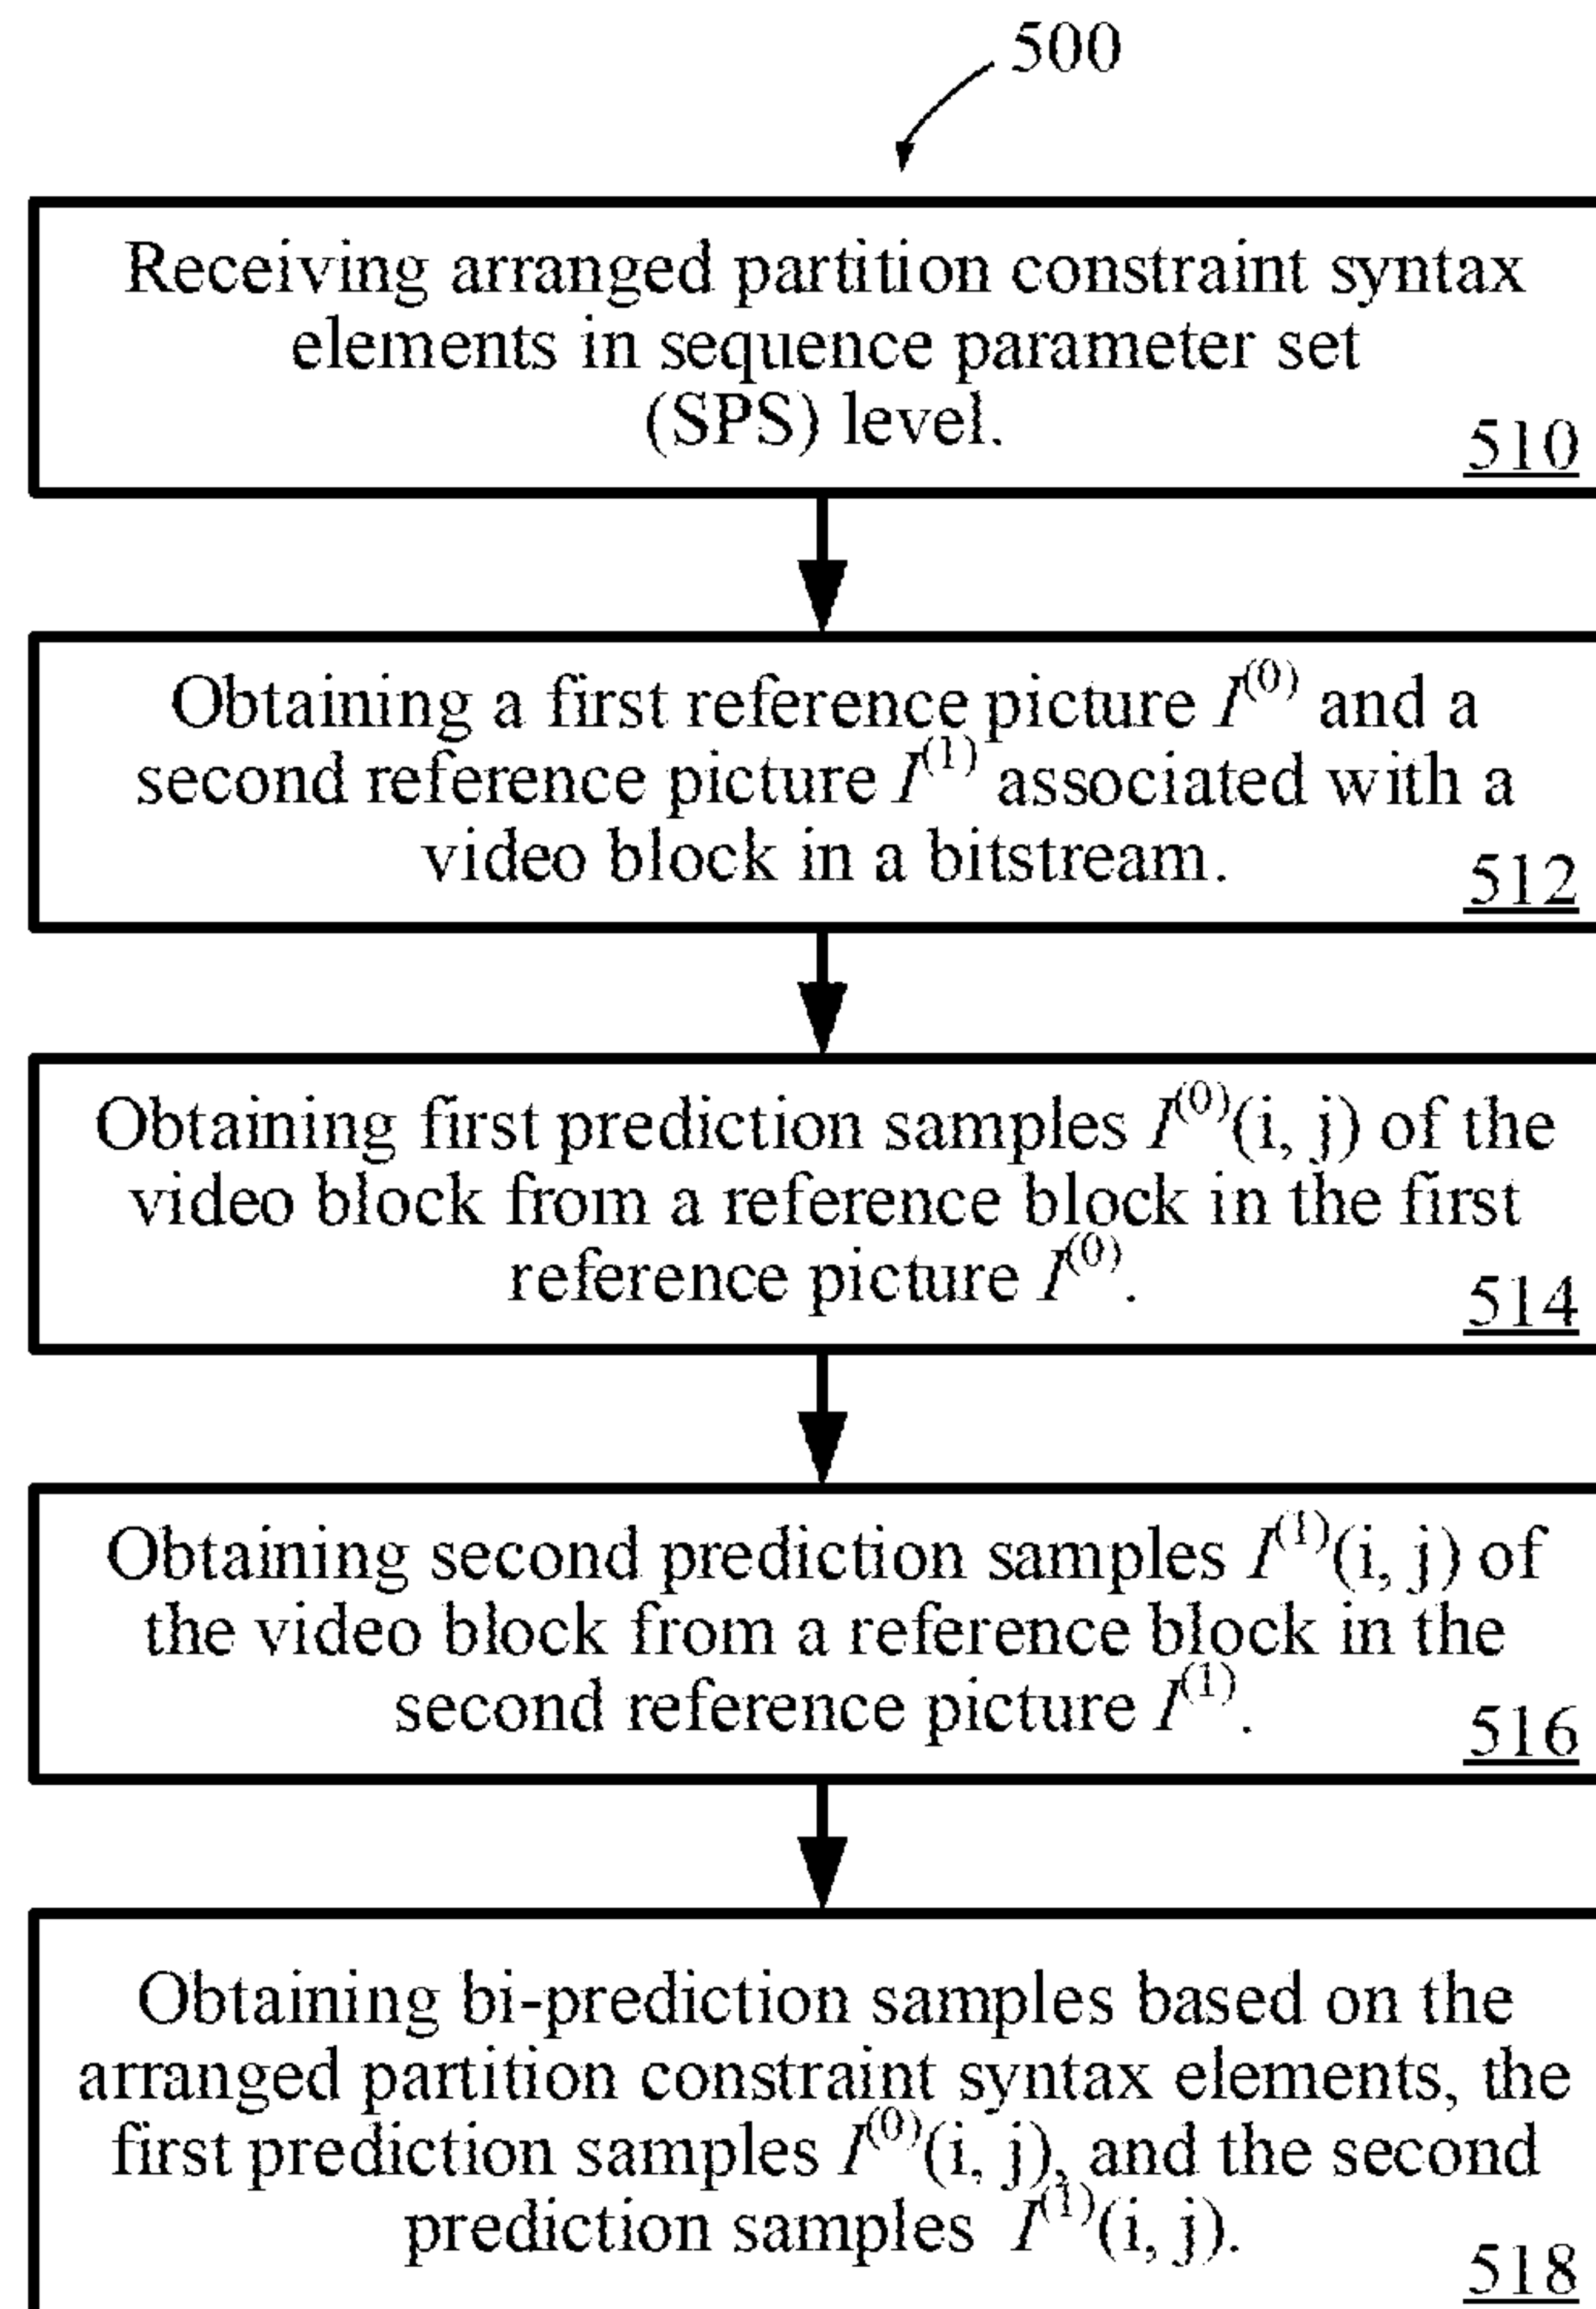 500
Receiving arranged partition constraint syntax
elements in sequence parameter set
(SPS) level.
510
Obtaining a first reference picture I^(0) and a
second reference picture I^(1) associated with a
video block in a bitstream.
512
Obtaining first prediction samples I^(0)(i, j) of the
video block from a reference block in the first
reference picture I^(0).
514
Obtaining second prediction samples I^(1)(i, j) of
the video block from a reference block in the
second reference picture I^(1).
516
Obtaining bi-prediction samples based on the
arranged partition constraint syntax elements, the
first prediction samples I^(0)(i, j), and the second
prediction samples I^(1)(i, j).
518